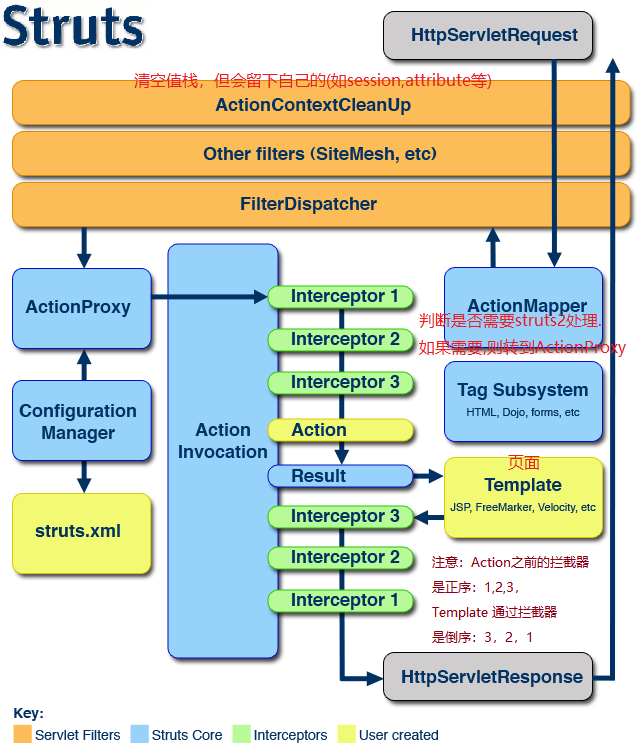 Struts
HttpServletRequest
清空值栈，但会留下自己的(如session,attribute等)
ActionContextCleanUp
Other filters (SiteMesh, etc)
FilterDispatcher
ActionProxy
Interceptor 1
ActionMapper
判断是否需要struts2处理.
如果需要,则转到ActionProxy
Interceptor 2
Interceptor 3
Tag Subsystem
HTML, Dojo, forms, etc
Configuration
Manager
Action
Invocation
Action
Result
页面
Template
JSP, FreeMarker, Velocity, etc
struts.xml
Interceptor 3
Interceptor 2
Interceptor 1
注意：Action之前的拦截器
是正序：1,2,3,
Template 通过拦截器
是倒序：3，2，1
HttpServletResponse
Key:
Servlet Filters
Struts Core
Interceptors
User created